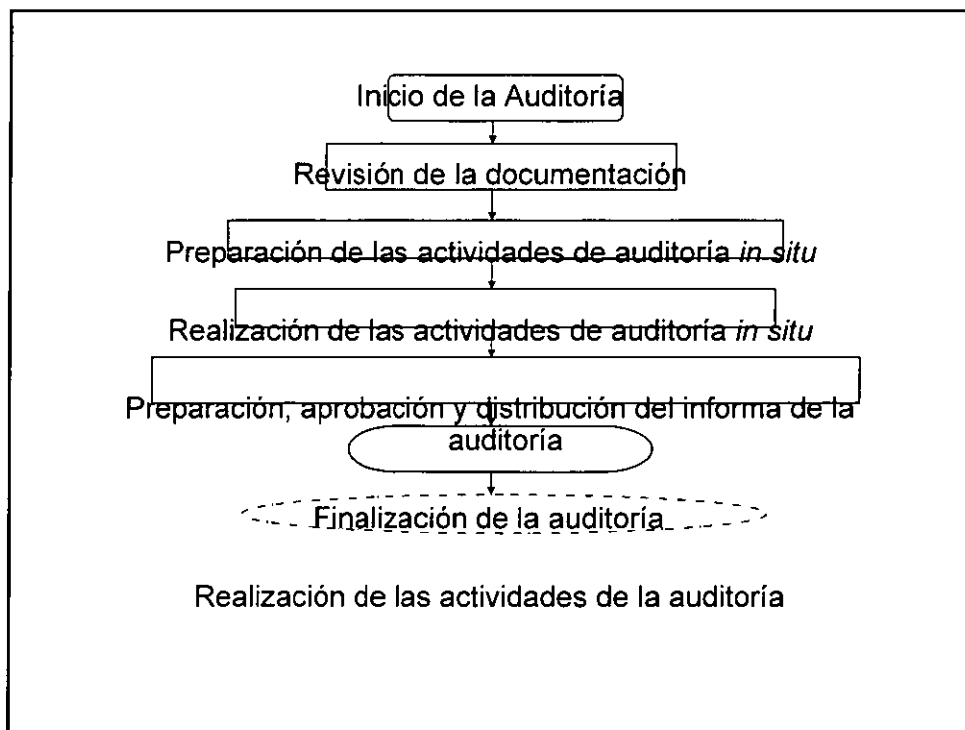 Inicio de la Auditoría
Revisión de la documentación
Preparación de las actividades de auditoría in situ
Realización de las actividades de auditoría in situ
Preparación, aprobación y distribución del informa de la
auditoría
Finalización de la auditoría
Realización de las actividades de la auditoría